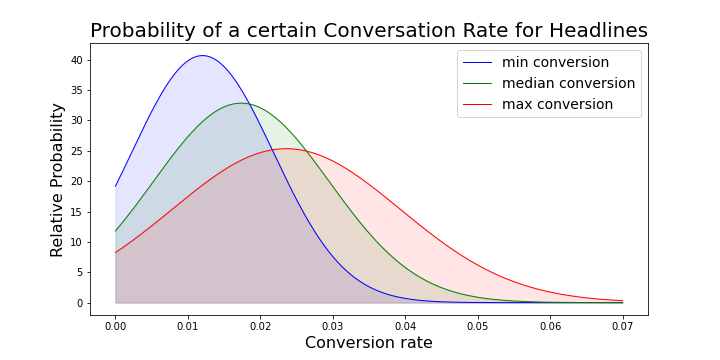 Probability of a certain Conversation Rate for Headlines
min conversion
median conversion
max conversion
Relative Probability
40
35
30
25
20
15
10
5
0
0.00 0.01 0.02 0.03 0.04 0.05 0.06 0.07
Conversion rate